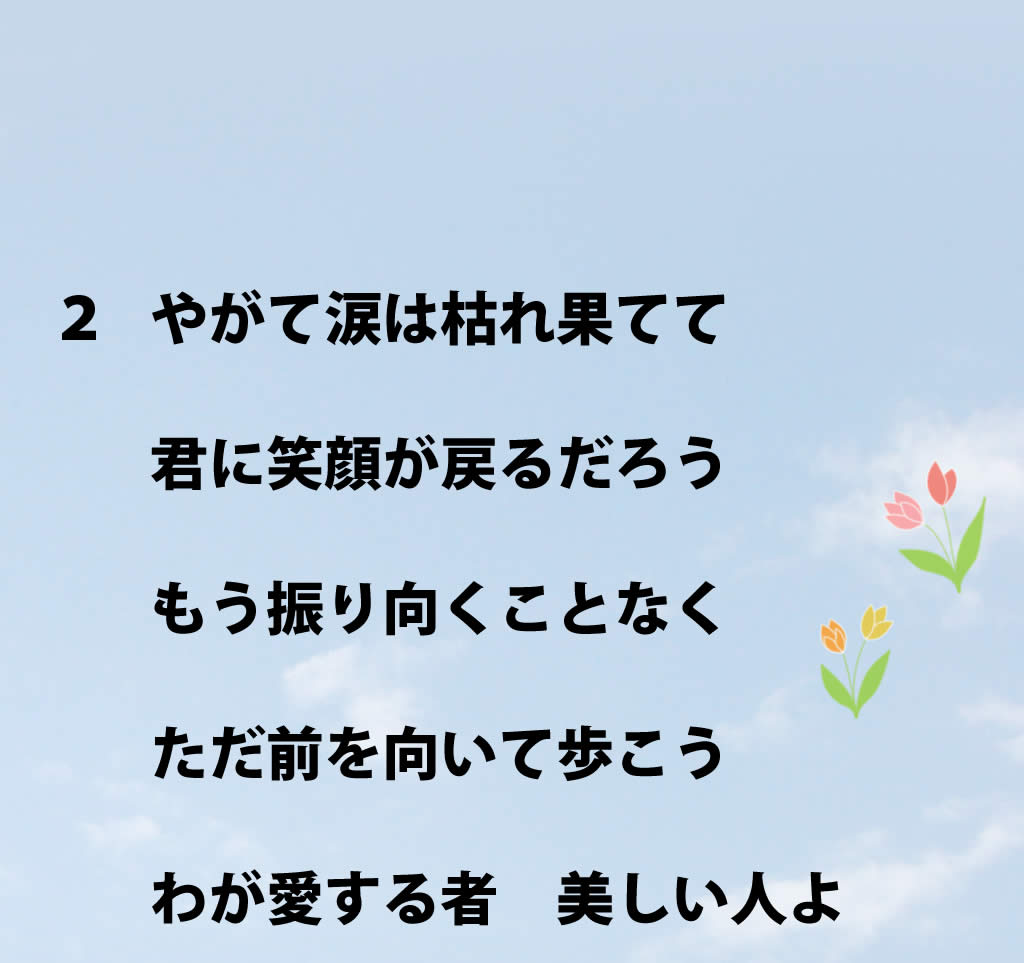 2　やがて涙は枯れ果てて
君に笑顔が戻るだろう
もう振り向くことなく
ただ前を向いて歩こう
わが愛する者　美しい人よ